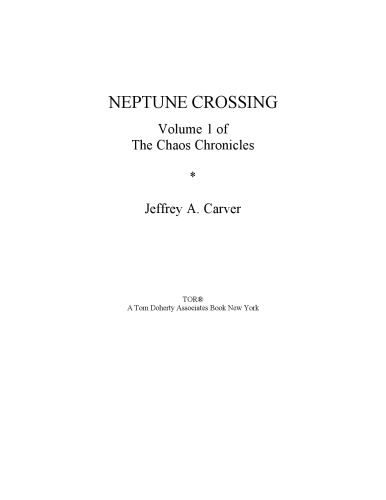 NEPTUNE CROSSING
Volume 1 of
The Chaos Chronicles
*
Jeffrey A. Carver
TOR®
A Tom Doherty Associates Book New York